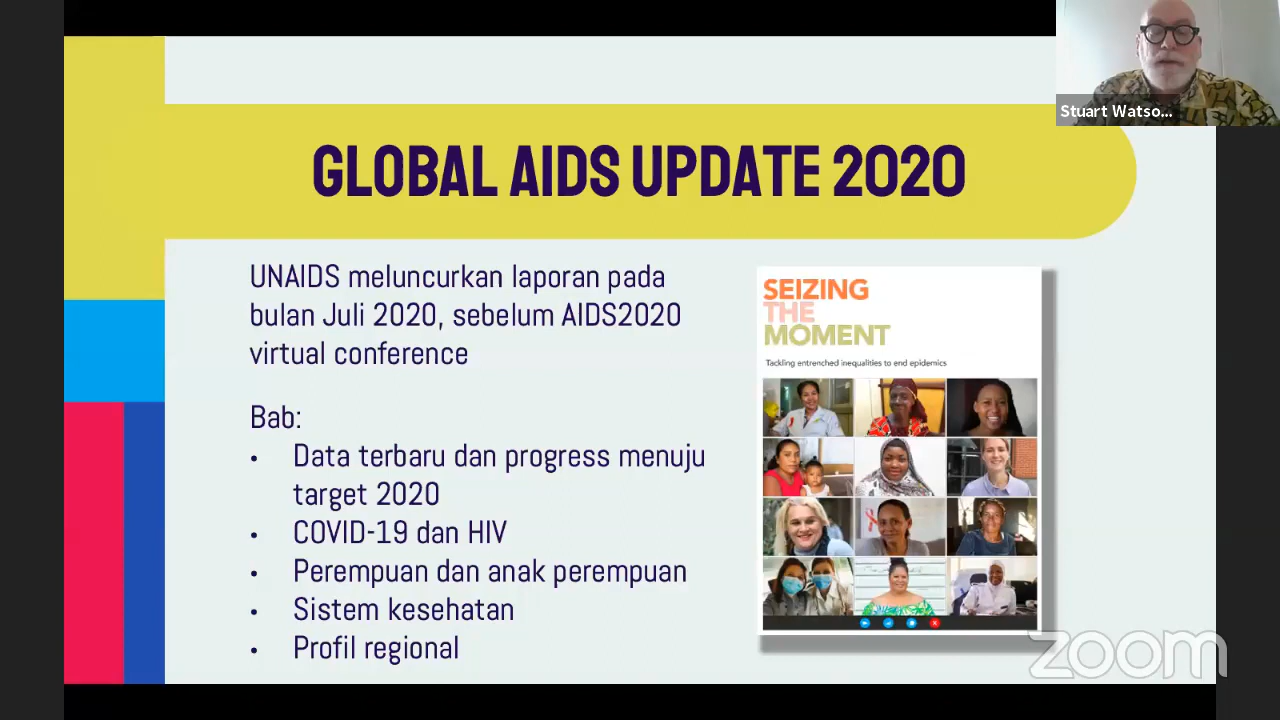 Stuart Watso...
GLOBAL AIDS UPDATE 2020
UNAIDS meluncurkan laporan pada
bulan Juli 2020, sebelum AIDS2020
virtual conference
Bab:
• Data terbaru dan progress menuju
target 2020
• COVID-19 dan HIV
• Perempuan dan anak perempuan
• Sistem kesehatan
• Profil regional
SEIZING
THE
MOMENT
Tackling entrenched inequalities to end epidemics
zoom